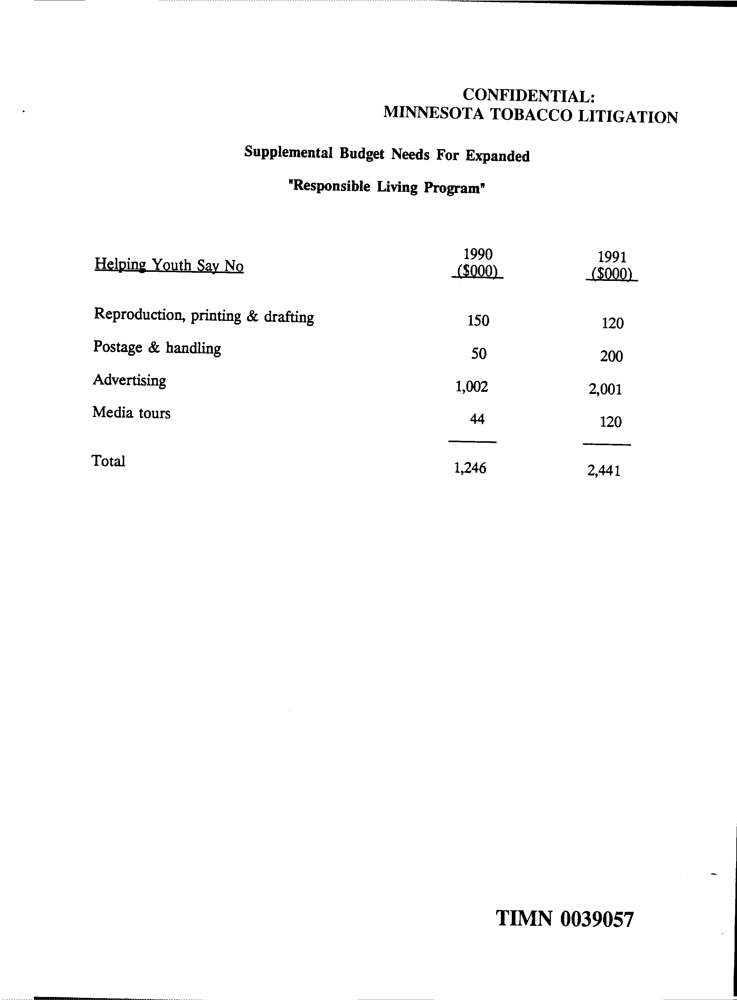 CONFIDENTIAL:
MINNESOTA TOBACCO LITIGATION
Supplemental Budget Needs For Expanded
"Responsible Living Program"
Helping Youth Say No 1990 ($000) 1991 ($000)
Reproduction, printing & drafting 150 120
Postage & handling 50 200
Advertising 1,002 2,001
Media tours 44 120
Total 1,246 2,441
TIMN 0039057